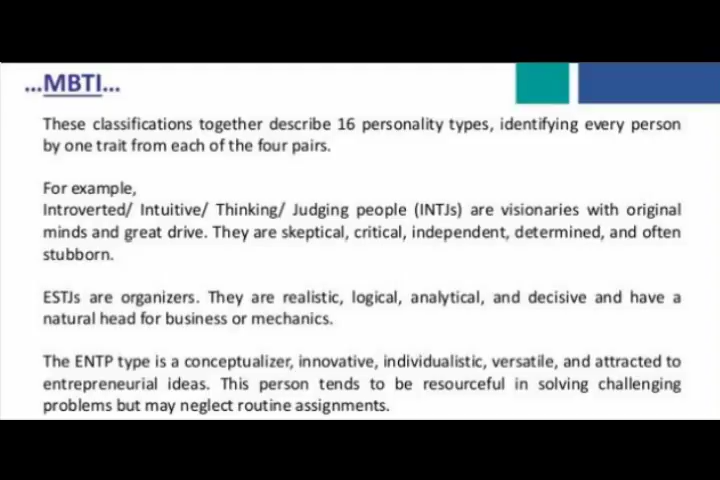 ...MBTI...
These classifications together describe 16 personality types, identifying every person
by one trait from each of the four pairs.
For example,
Introverted/ Intuitive/ Thinking/ Judging people (INTJs) are visionaries with original
minds and great drive. They are skeptical, critical, independent, determined, and often
stubborn.
ESTJs are organizers. They are realistic, logical, analytical, and decisive and have a
natural head for business or mechanics.
The ENTP type is a conceptualizer, innovative, individualistic, versatile, and attracted to
entrepreneurial ideas. This person tends to be resourceful in solving challenging
problems but may neglect routine assignments.